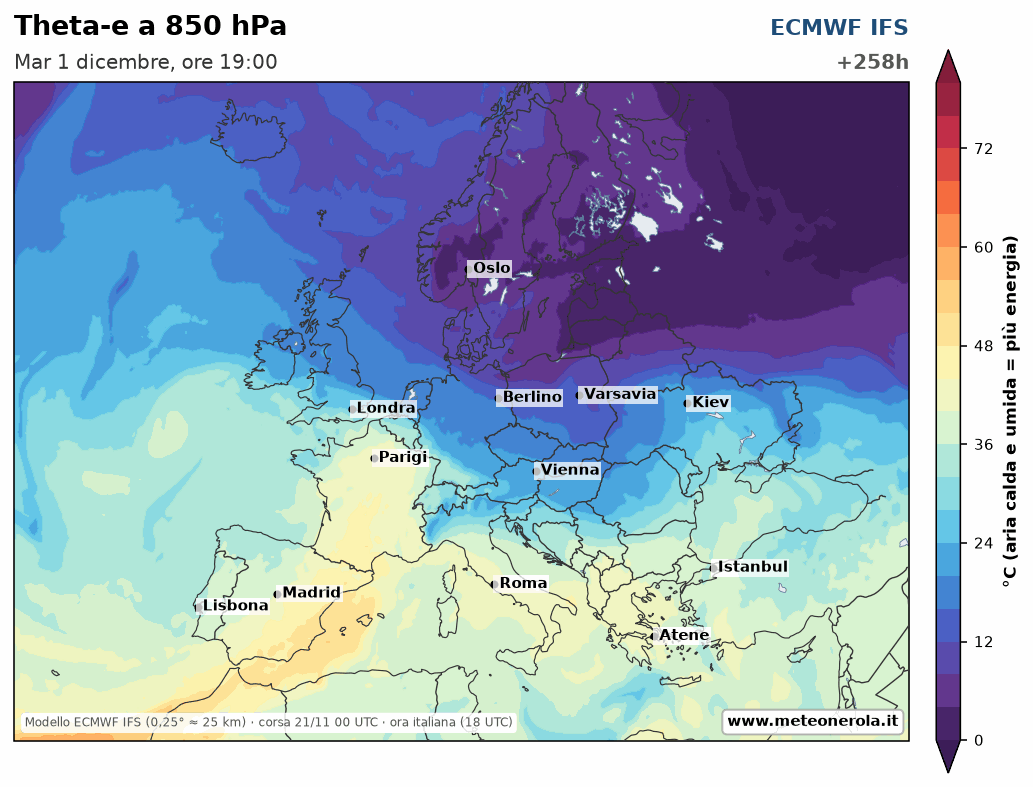 Theta-e a 850 hPa
ECMWF IFS
Mar 1 dicembre, ore 19:00
+258h
72
60
48
36
24
12
0
°C (aria calda e umida = più energia)
Oslo
Londra
Berlino
Varsavia
Kiev
Parigi
Vienna
Lisbona
Madrid
Roma
Istanbul
Atene
Modello ECMWF IFS (0,25° ≈ 25 km) · corsa 21/11 00 UTC · ora italiana (18 UTC)
www.meteonerola.it